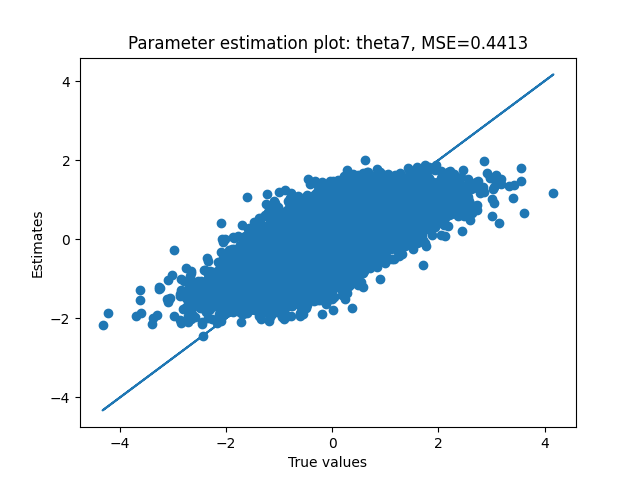 Parameter estimation plot: theta7, MSE=0.4413
4
2
0
−2
−4
Estimates
−4 −2 0 2 4
True values